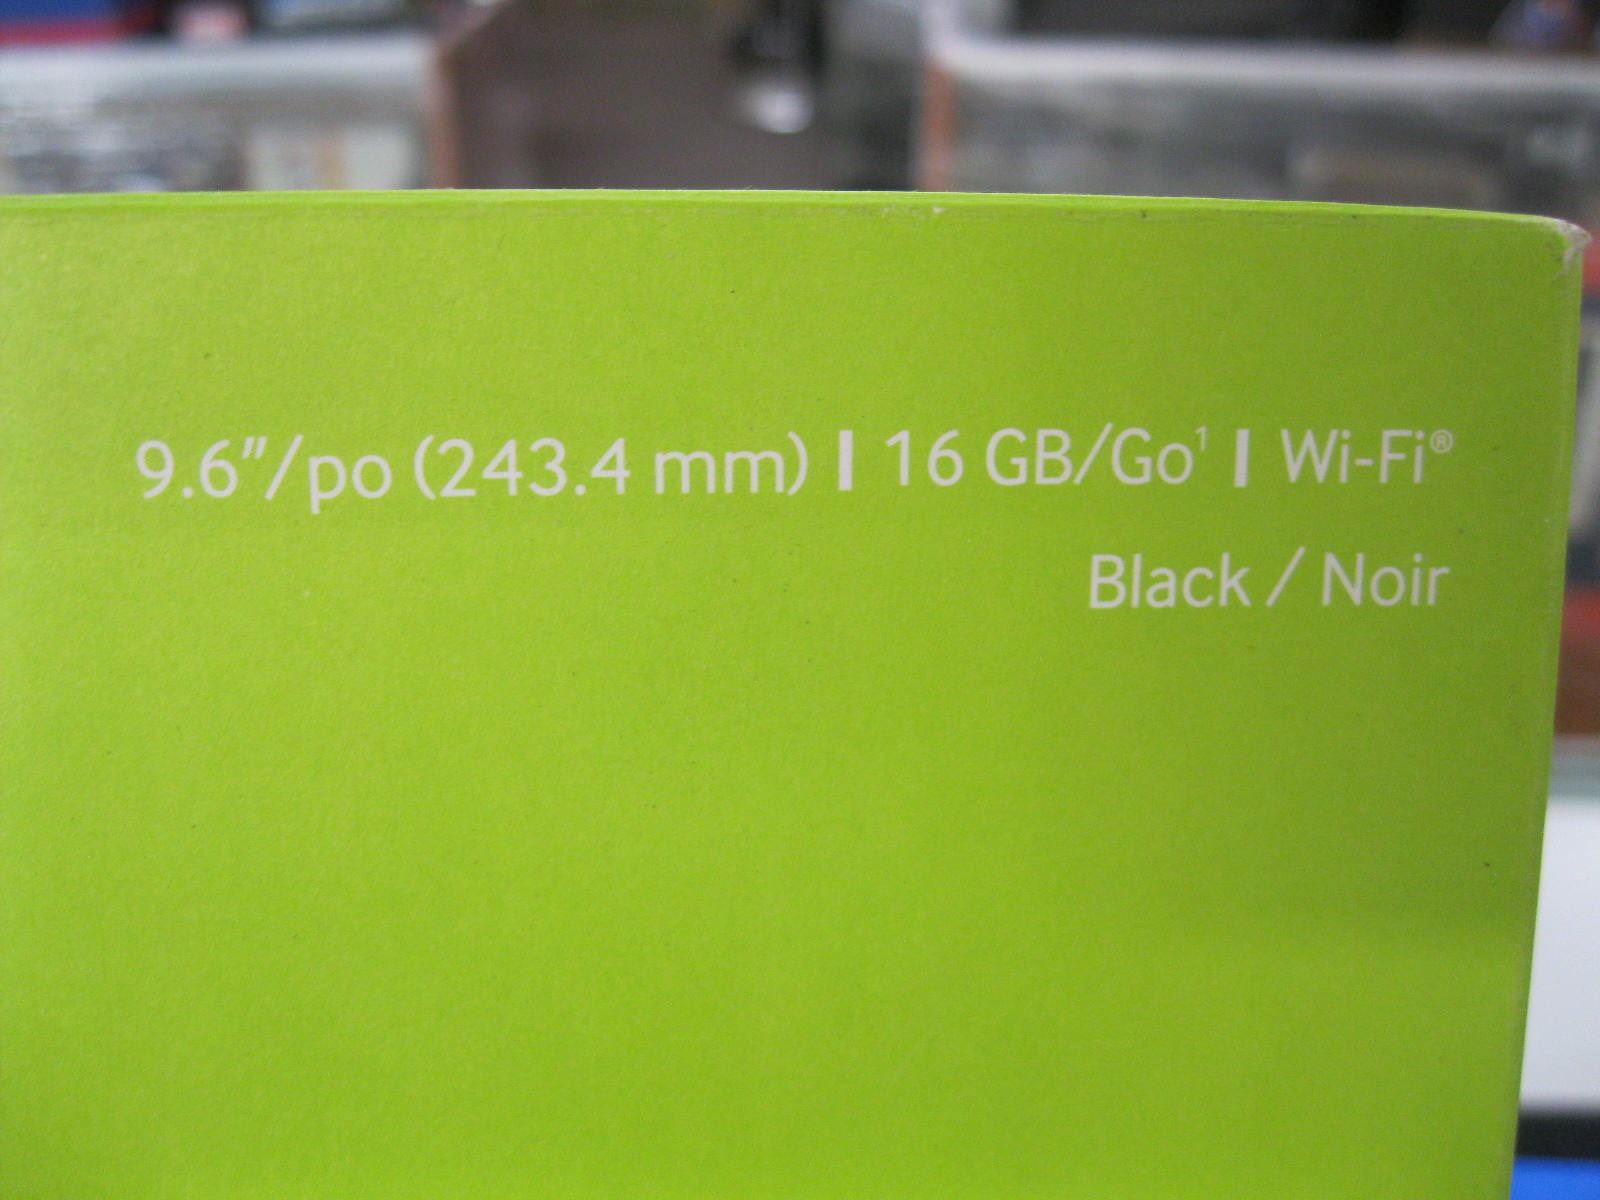 9.6"/po (243.4 mm) | 16 GB/Go¹ | Wi-Fi®
Black / Noir